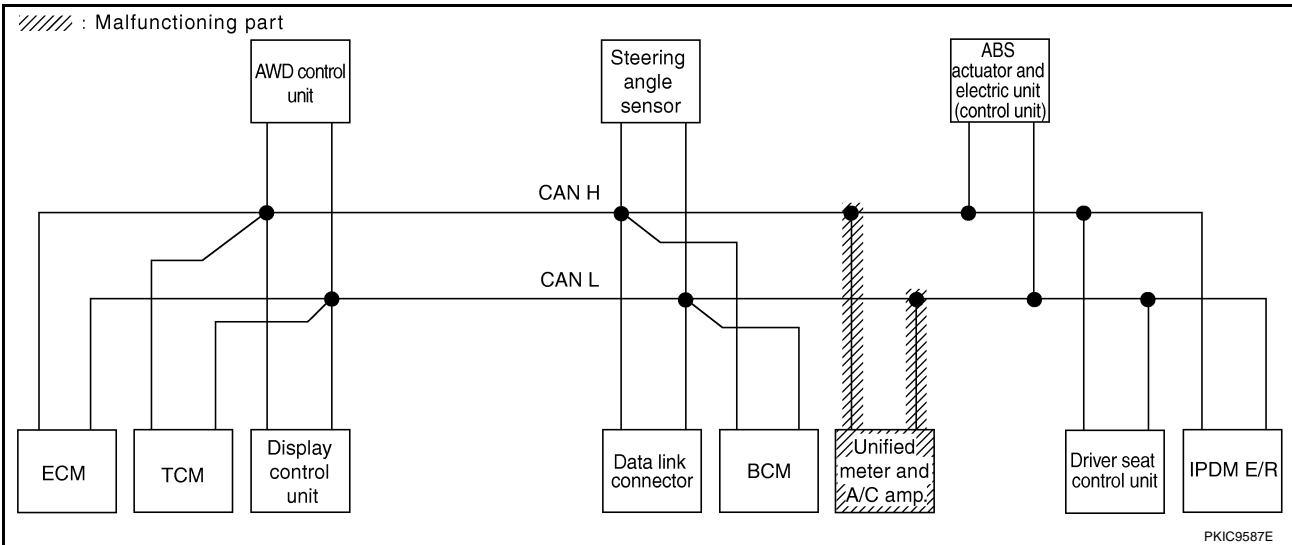 : Malfunctioning part
AWD control
unit
Steering
angle
sensor
ABS
actuator and
electric unit
(control unit)
CAN H
CAN L
ECM
TCM
Display
control
unit
Data link
connector
BCM
Unified
meter and
A/C amp.
Driver seat
control unit
IPDM E/R
PKIC9587E